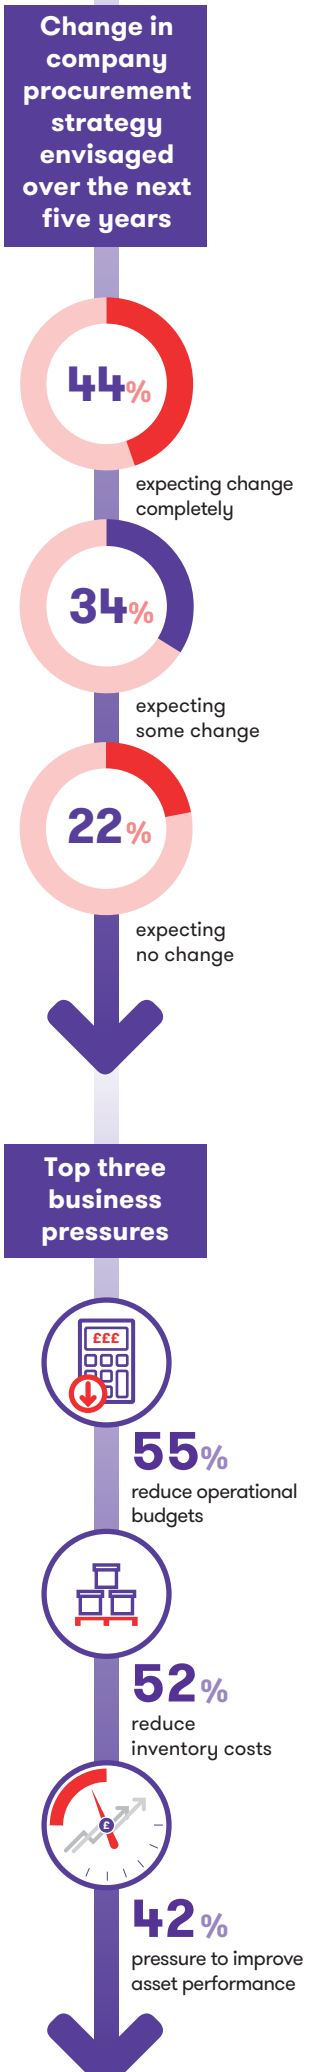 Change in
company
procurement
strategy
envisaged
over the next
five years
44%
expecting change
completely
34%
expecting
some change
22%
expecting
no change
Top three
business
pressures
£££
55%
reduce operational
budgets
52%
reduce
inventory costs
£
42%
pressure to improve
asset performance